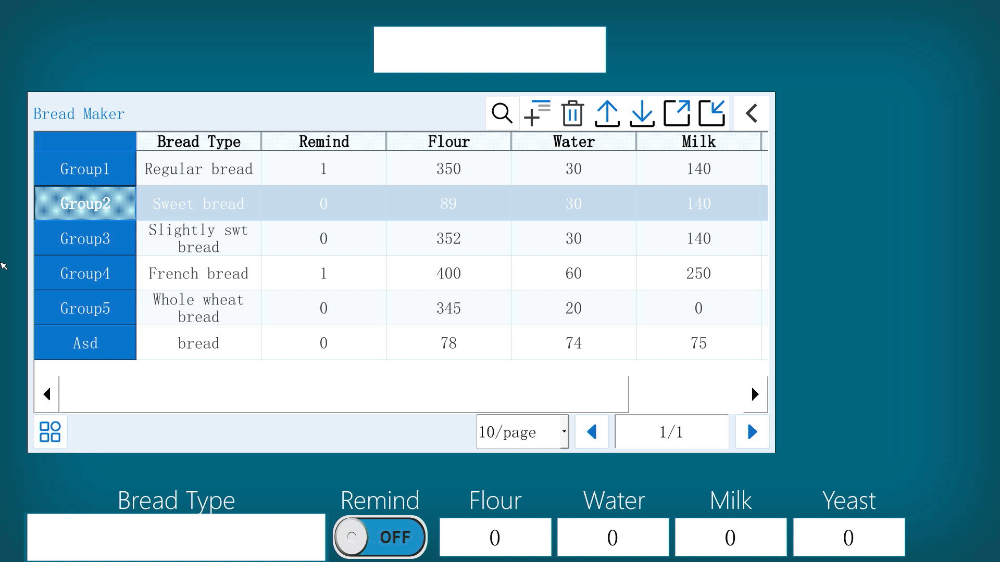 Bread Maker
Bread Type Remind Flour Water Milk
Group1 Regular bread 1 350 30 140
Group2 Sweet bread 0 89 30 140
Group3 Slightly swt bread 0 352 30 140
Group4 French bread 1 400 60 250
Group5 Whole wheat bread 0 345 20 0
Asd bread 0 78 74 75
10/page 1/1
Bread Type Remind Flour Water Milk Yeast
OFF 0 0 0 0